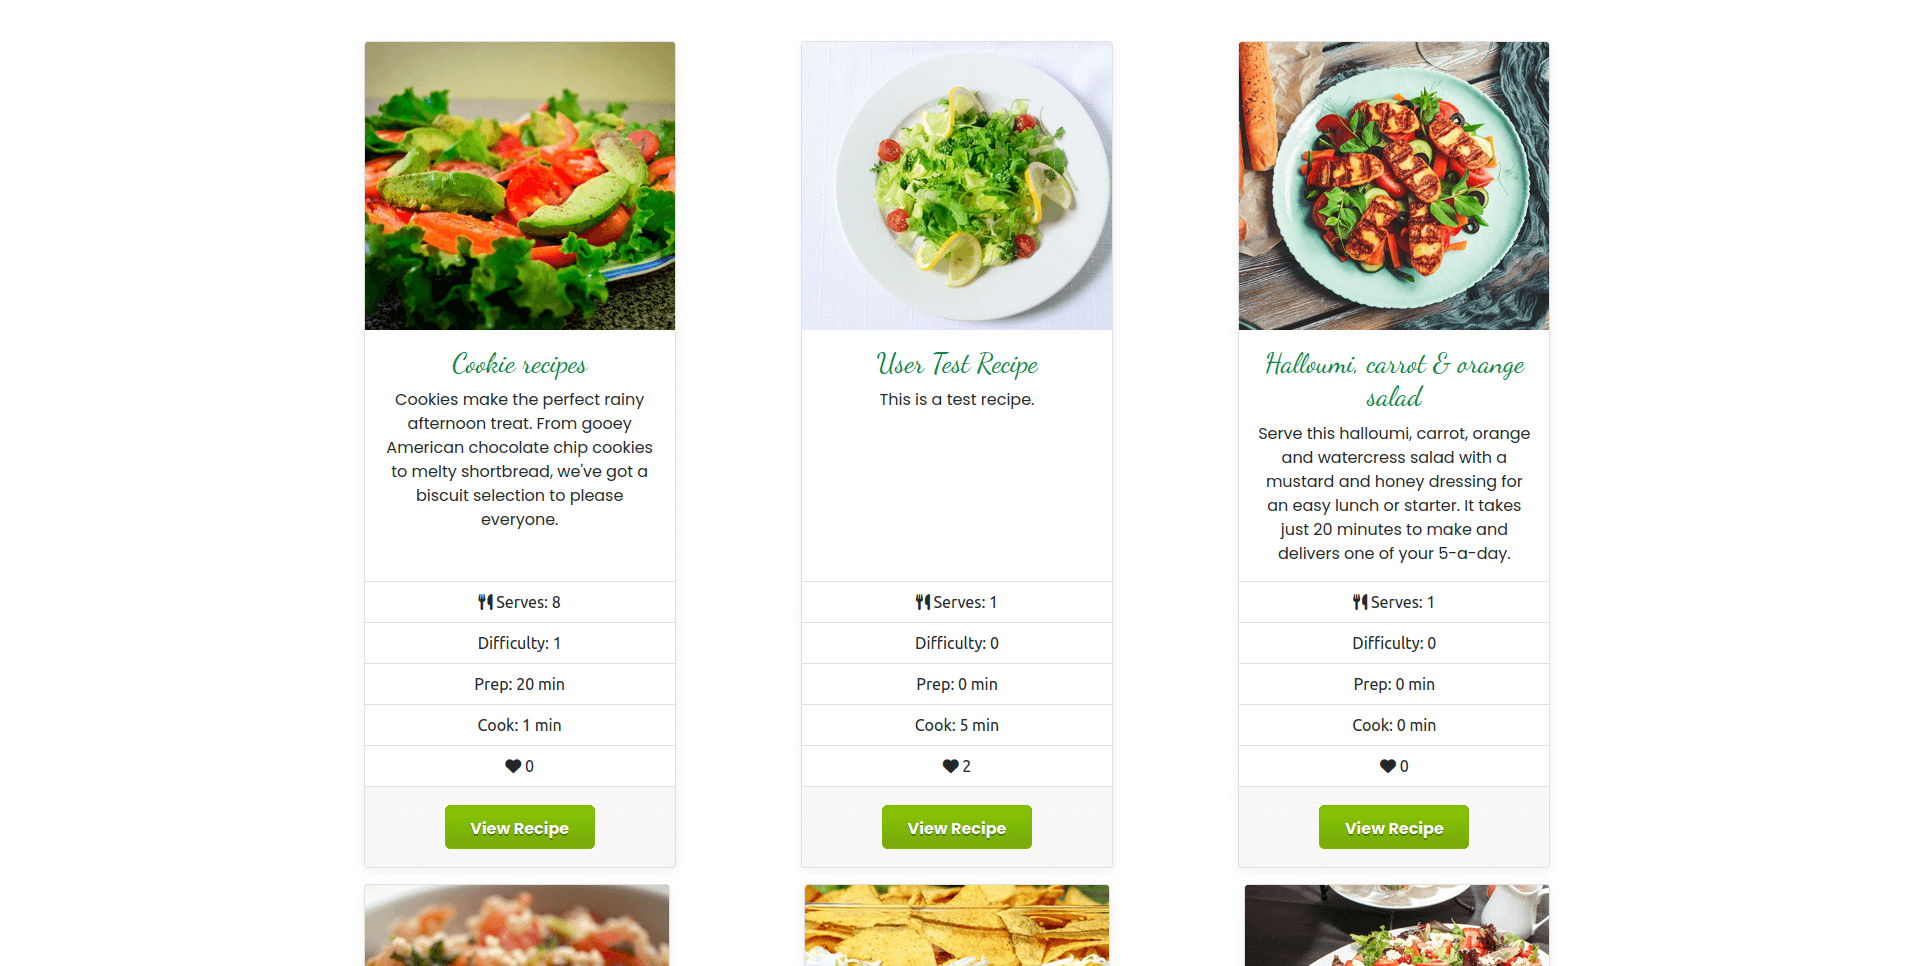 Cookie recipes
Cookies make the perfect rainy
afternoon treat. From gooey
American chocolate chip cookies
to melty shortbread, we've got a
biscuit selection to please
everyone.
Serves: 8
Difficulty: 1
Prep: 20 min
Cook: 1 min
0
View Recipe
User Test Recipe
This is a test recipe.
Serves: 1
Difficulty: 0
Prep: 0 min
Cook: 5 min
2
View Recipe
Halloumi, carrot & orange
salad
Serve this halloumi, carrot, orange
and watercress salad with a
mustard and honey dressing for
an easy lunch or starter. It takes
just 20 minutes to make and
delivers one of your 5-a-day.
Serves: 1
Difficulty: 0
Prep: 0 min
Cook: 0 min
0
View Recipe